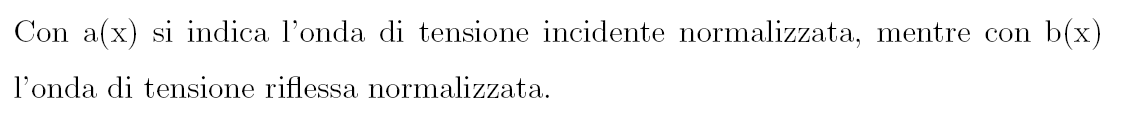 Con a(x) si indica l'onda di tensione incidente normalizzata, mentre con b(x)
l'onda di tensione riflessa normalizzata.